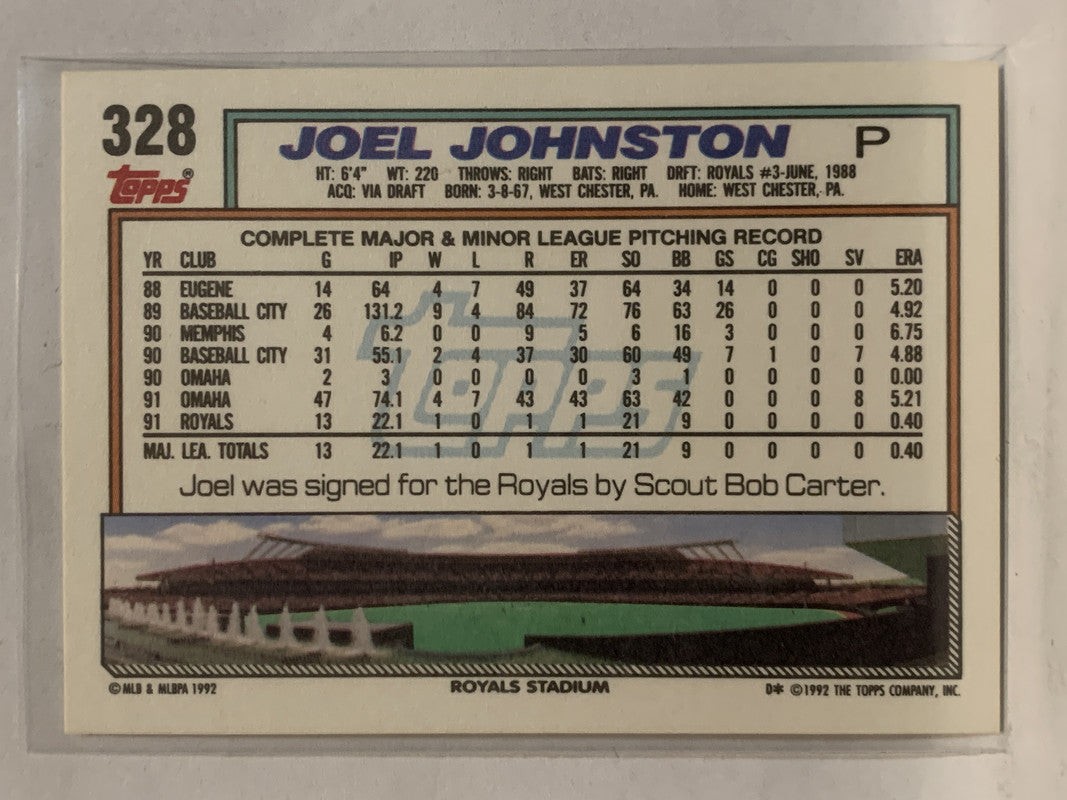 328
JOEL JOHNSTON P
topps®
HT: 6'4" WT: 220 THROWS: RIGHT BATS: RIGHT DRFT: ROYALS #3-JUNE, 1988
ACQ: VIA DRAFT BORN: 3-8-67, WEST CHESTER, PA. HOME: WEST CHESTER, PA.
COMPLETE MAJOR & MINOR LEAGUE PITCHING RECORD
YR CLUB G IP W L R ER SO BB GS CG SHO SV ERA
88 EUGENE 14 64 4 7 49 37 64 34 14 0 0 0 5.20
89 BASEBALL CITY 26 131.2 9 4 84 72 76 63 26 0 0 0 4.92
90 MEMPHIS 4 6.2 0 0 9 5 6 16 3 0 0 0 6.75
90 BASEBALL CITY 31 55.1 2 4 37 30 60 49 7 1 0 7 4.88
90 OMAHA 2 3 0 0 0 0 3 1 0 0 0 0 0.00
91 OMAHA 47 74.1 4 7 43 43 63 42 0 0 0 8 5.21
91 ROYALS 13 22.1 1 0 1 1 21 9 0 0 0 0 0.40
MAJ. LEA. TOTALS 13 22.1 1 0 1 1 21 9 0 0 0 0 0.40
topps
Joel was signed for the Royals by Scout Bob Carter.
©MLB & MLBPA 1992 ROYALS STADIUM D* ©1992 THE TOPPS COMPANY, INC.